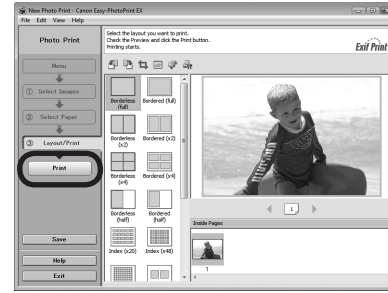 New Photo Print - Canon Easy-PhotoPrint EX
File Edit View Help
Photo Print
Select the layout you want to print.
Check the Preview and click the Print button.
Printing starts.
Exif Print
Menu
① Select Images
② Select Paper
③ Layout/Print
Print
Save
Help
Exit
Borderless (full)
Bordered (full)
Borderless (x2)
Bordered (x2)
Borderless (x4)
Bordered (x4)
Borderless (half)
Bordered (half)
Index (x20)
Index (x48)
1
Inside Pages
1